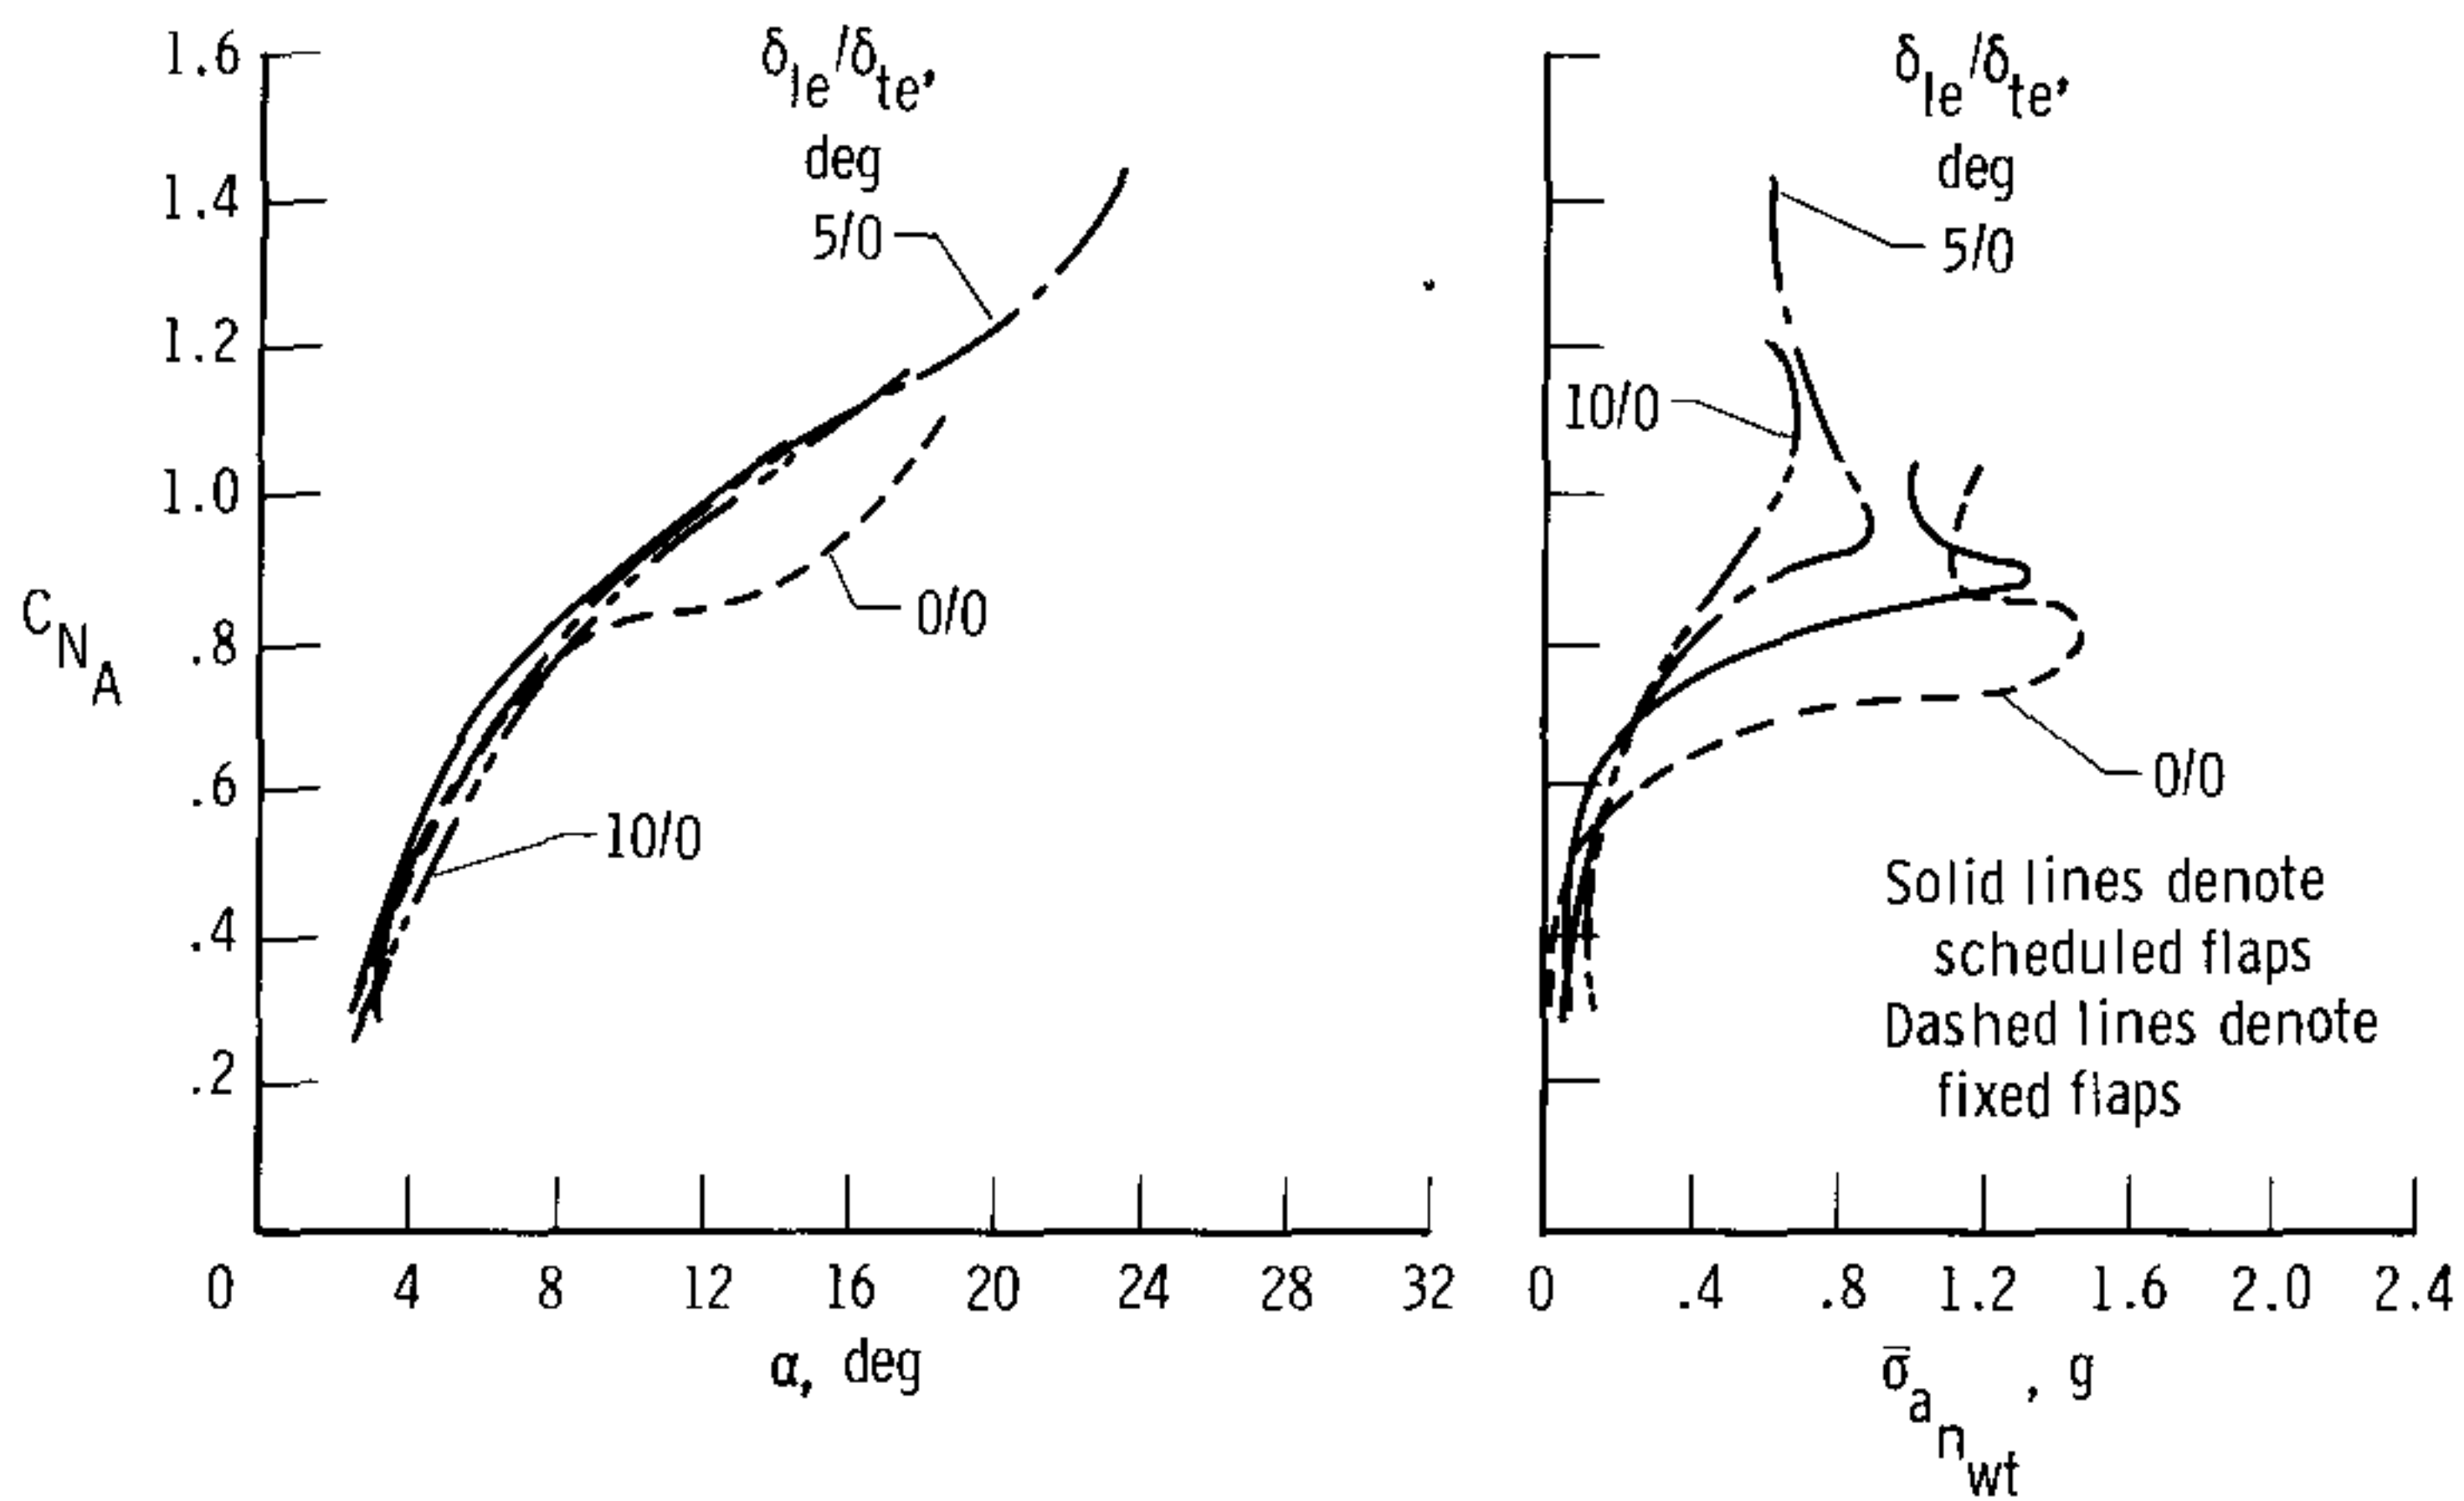 1.6
1.4
1.2
1.0
.8
.6
.4
.2
C_N_A
δle/δte,
deg
5/0
0/0
10/0
0 4 8 12 16 20 24 28 32
α, deg
δle/δte,
deg
5/0
10/0
0/0
Solid lines denote
scheduled flaps
Dashed lines denote
fixed flaps
0 .4 .8 1.2 1.6 2.0 2.4
σ̄_a_n_wt, g